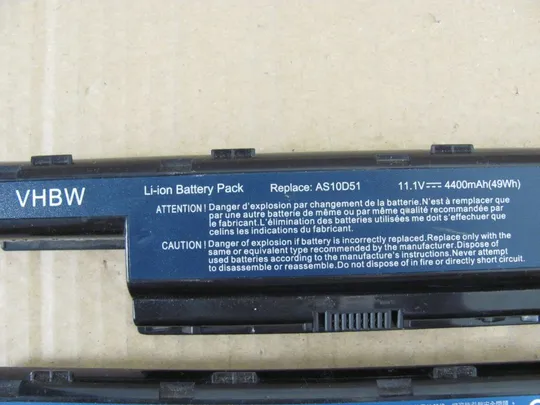 VHBW
Li-ion Battery Pack Replace: AS10D51 11.1V 4400mAh(49Wh)
ATTENTION! Danger d'explosion par changement de la batterie. N'est à remplacer que
par une autre batterie de même ou par même modèle recommandée par
le fabricant. L'élimination des batteries utilisées me doit s'effectuer que
celins les indications du fabricant.
CAUTION! Danger of explosion if battery is incorrectly replaced. Replace only with the
same or equivalent type recommended by the manufacturer. Dispose of
used batteries according to the manufacture's instructions. Never attempt
to disassemble or reassemble. Do not dispose of in fire or directly short circuit.